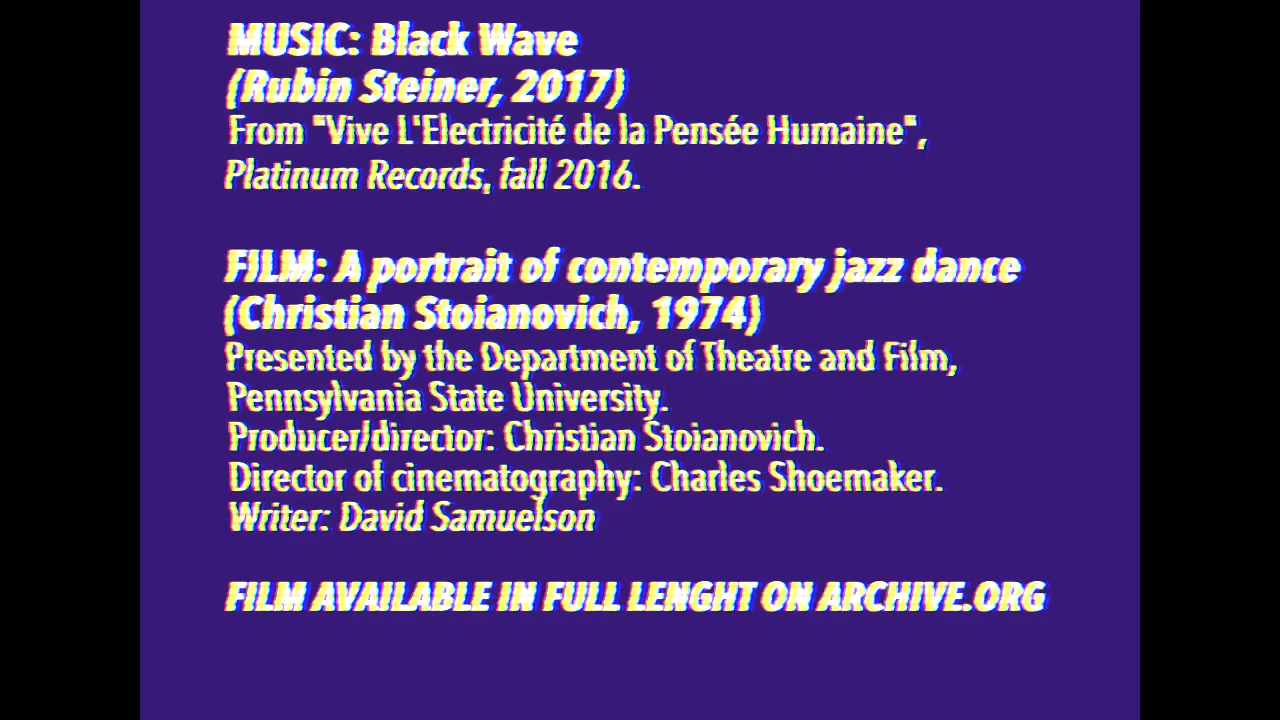 MUSIC: Black Wave
(Rubin Steiner, 2017)
From "Vive L'Electricité de la Pensée Humaine",
Platinum Records, fall 2016.
FILM: A portrait of contemporary jazz dance
(Christian Stoianovich, 1974)
Presented by the Department of Theatre and Film,
Pennsylvania State University.
Producer/director: Christian Stoianovich.
Director of cinematography: Charles Shoemaker.
Writer: David Samuelson
FILM AVAILABLE IN FULL LENGHT ON ARCHIVE.ORG